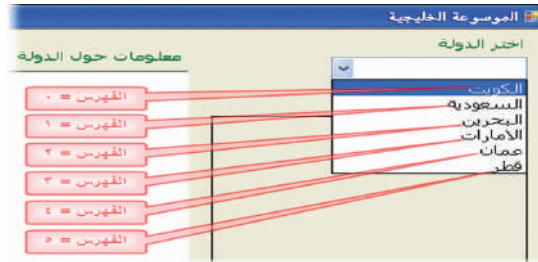 الموسوعة الخليجية
اختر الدولة
معلومات حول الدولة
الكويت
السعودية
البحرين
الامارات
عمان
قطر
الفهرس = ٠
الفهرس = ١
الفهرس = ٢
الفهرس = ٣
الفهرس = ٤
الفهرس = ٥